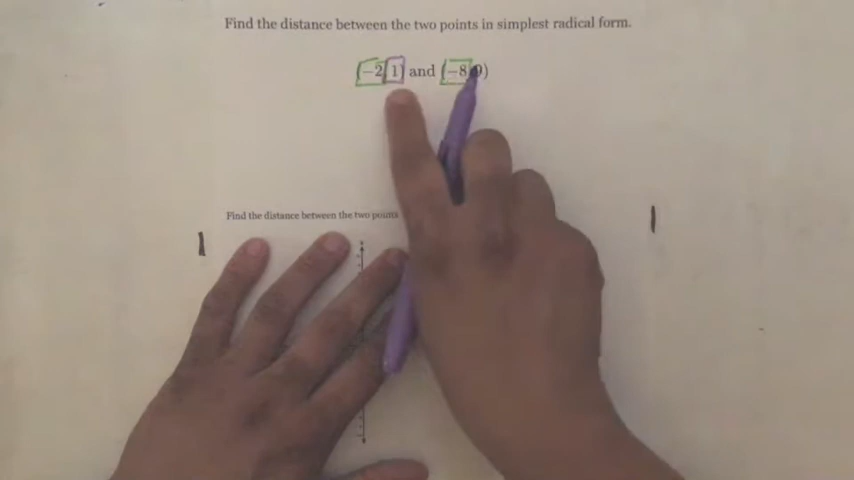 Find the distance between the two points in simplest radical form.
(−2, 1) and (−8, 9)
Find the distance between the two points